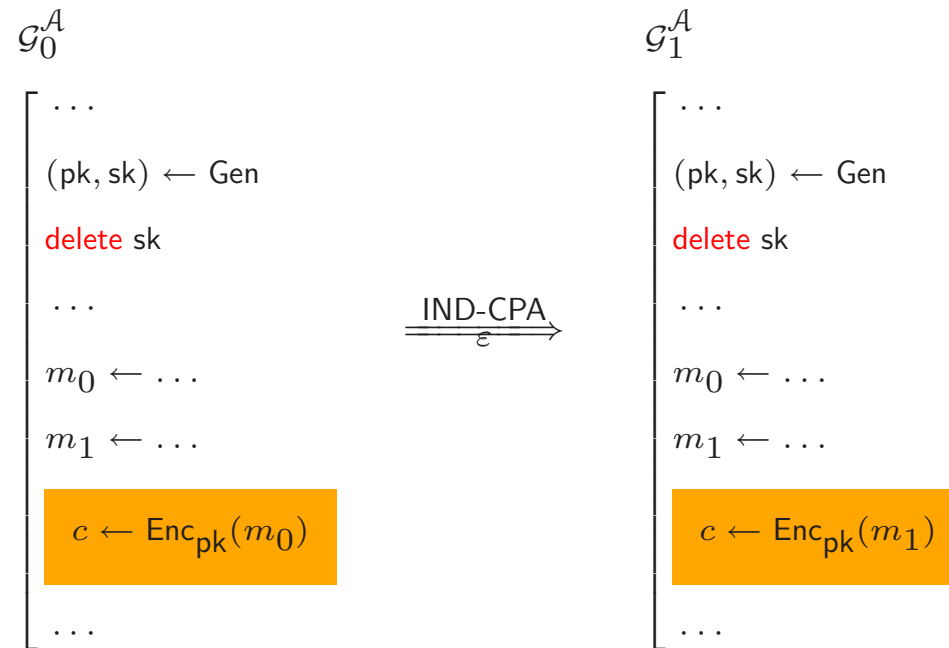 𝒢₀^𝒜
...
(pk, sk) ← Gen
delete sk
...
m₀ ← ...
m₁ ← ...
c ← Enc_pk(m₀)
...
IND-CPA
ε
𝒢₁^𝒜
...
(pk, sk) ← Gen
delete sk
...
m₀ ← ...
m₁ ← ...
c ← Enc_pk(m₁)
...